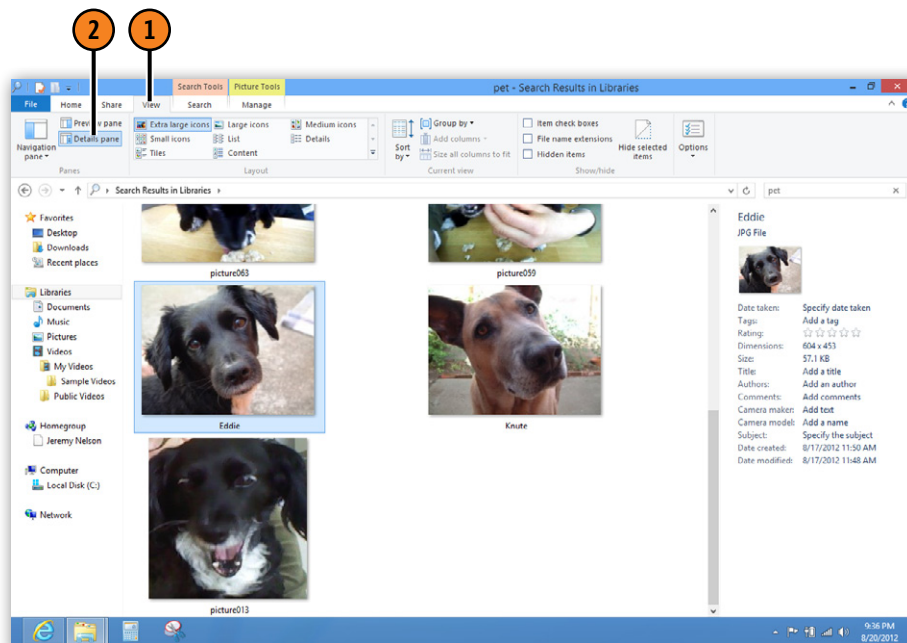 2 1
Search Tools Picture Tools pet - Search Results in Libraries
File Home Share View Search Manage
Preview pane Extra large icons Large icons Medium icons Group by Item check boxes
Navigation pane Details pane Small icons List Details Sort by Add columns File name extensions Hide selected items Options
Tiles Content Size all columns to fit Hidden items
Panes Layout Current view Show/hide
Search Results in Libraries pet
Favorites
Desktop
Downloads
Recent places
Libraries
Documents
Music
Pictures
Videos
My Videos
Sample Videos
Public Videos
Homegroup
Jeremy Nelson
Computer
Local Disk (C:)
Network
picture063 picture059
Eddie Knute
picture013
Eddie
JPG File
Date taken: Specify date taken
Tags: Add a tag
Rating:
Dimensions: 604 x 453
Size: 57.1 KB
Title: Add a title
Authors: Add an author
Comments: Add comments
Camera maker: Add text
Camera model: Add a name
Subject: Specify the subject
Date created: 8/17/2012 11:50 AM
Date modified: 8/17/2012 11:48 AM
9:36 PM
8/20/2012